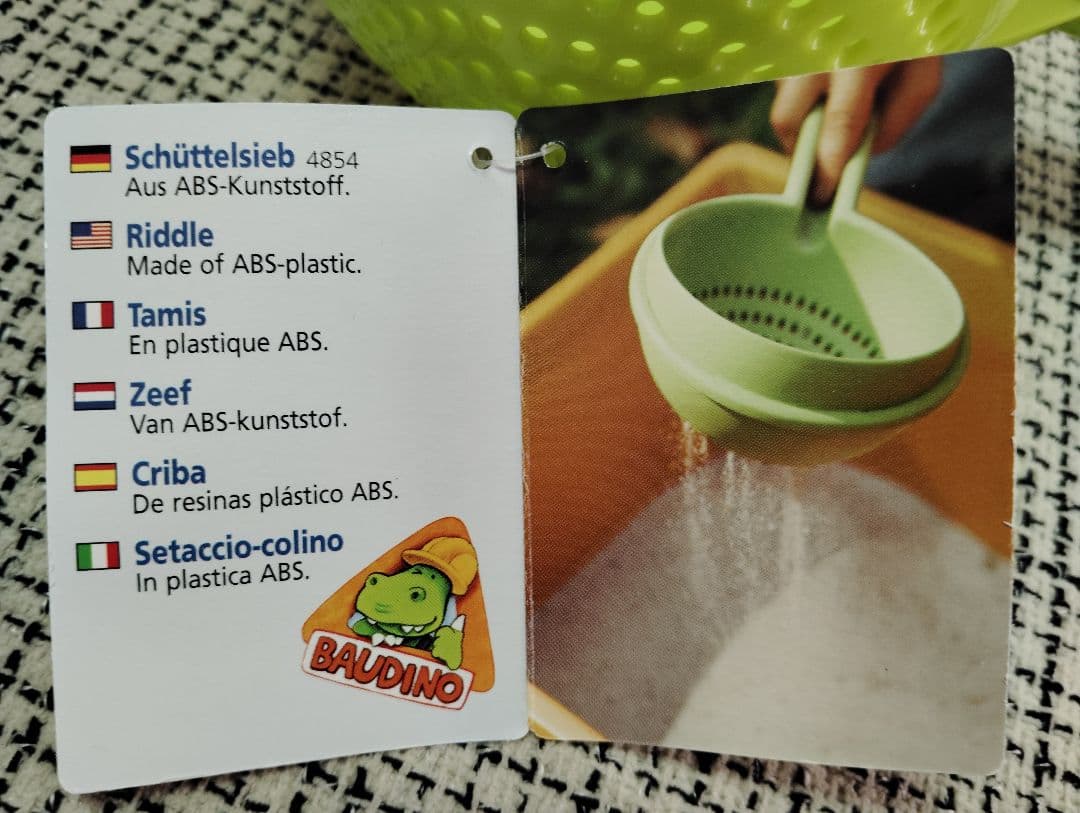 Schüttelsieb 4854
Aus ABS-Kunststoff.
Riddle
Made of ABS-plastic.
Tamis
En plastique ABS.
Zeef
Van ABS-kunststof.
Criba
De resinas plástico ABS.
Setaccio-colino
In plastica ABS.
BAUDINO